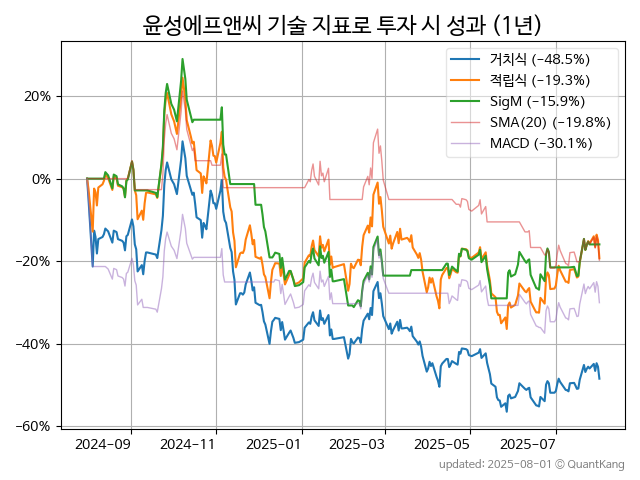 윤성에프앤씨 기술 지표로 투자 시 성과 (1년)
거치식 (−48.5%)
적립식 (−19.3%)
SigM (−15.9%)
SMA(20) (−19.8%)
MACD (−30.1%)
20%
0%
−20%
−40%
−60%
2024-09 2024-11 2025-01 2025-03 2025-05 2025-07
updated: 2025-08-01 © QuantKang